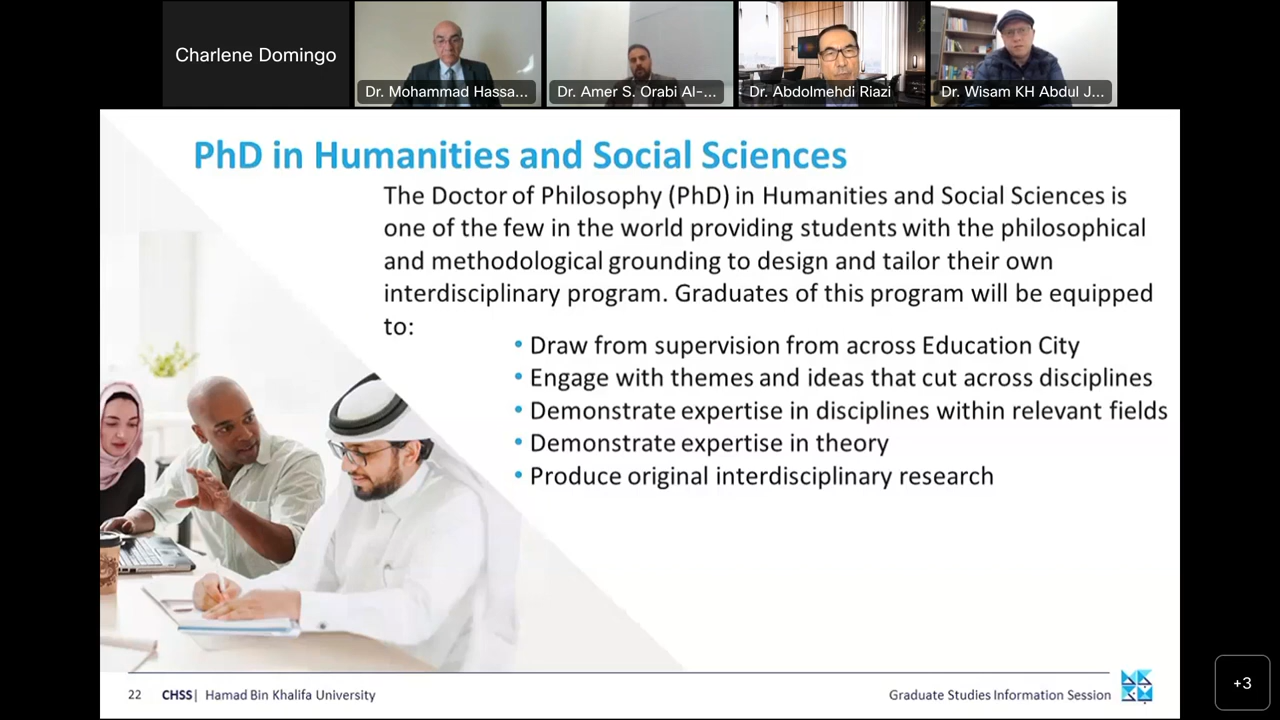 Charlene Domingo
Dr. Mohammad Hassa...
Dr. Amer S. Orabi Al-...
Dr. Abdolmehdi Riazi
Dr. Wisam KH Abdul J...
PhD in Humanities and Social Sciences
The Doctor of Philosophy (PhD) in Humanities and Social Sciences is
one of the few in the world providing students with the philosophical
and methodological grounding to design and tailor their own
interdisciplinary program. Graduates of this program will be equipped
to:
• Draw from supervision from across Education City
• Engage with themes and ideas that cut across disciplines
• Demonstrate expertise in disciplines within relevant fields
• Demonstrate expertise in theory
• Produce original interdisciplinary research
22 CHSS| Hamad Bin Khalifa University
Graduate Studies Information Session
+3